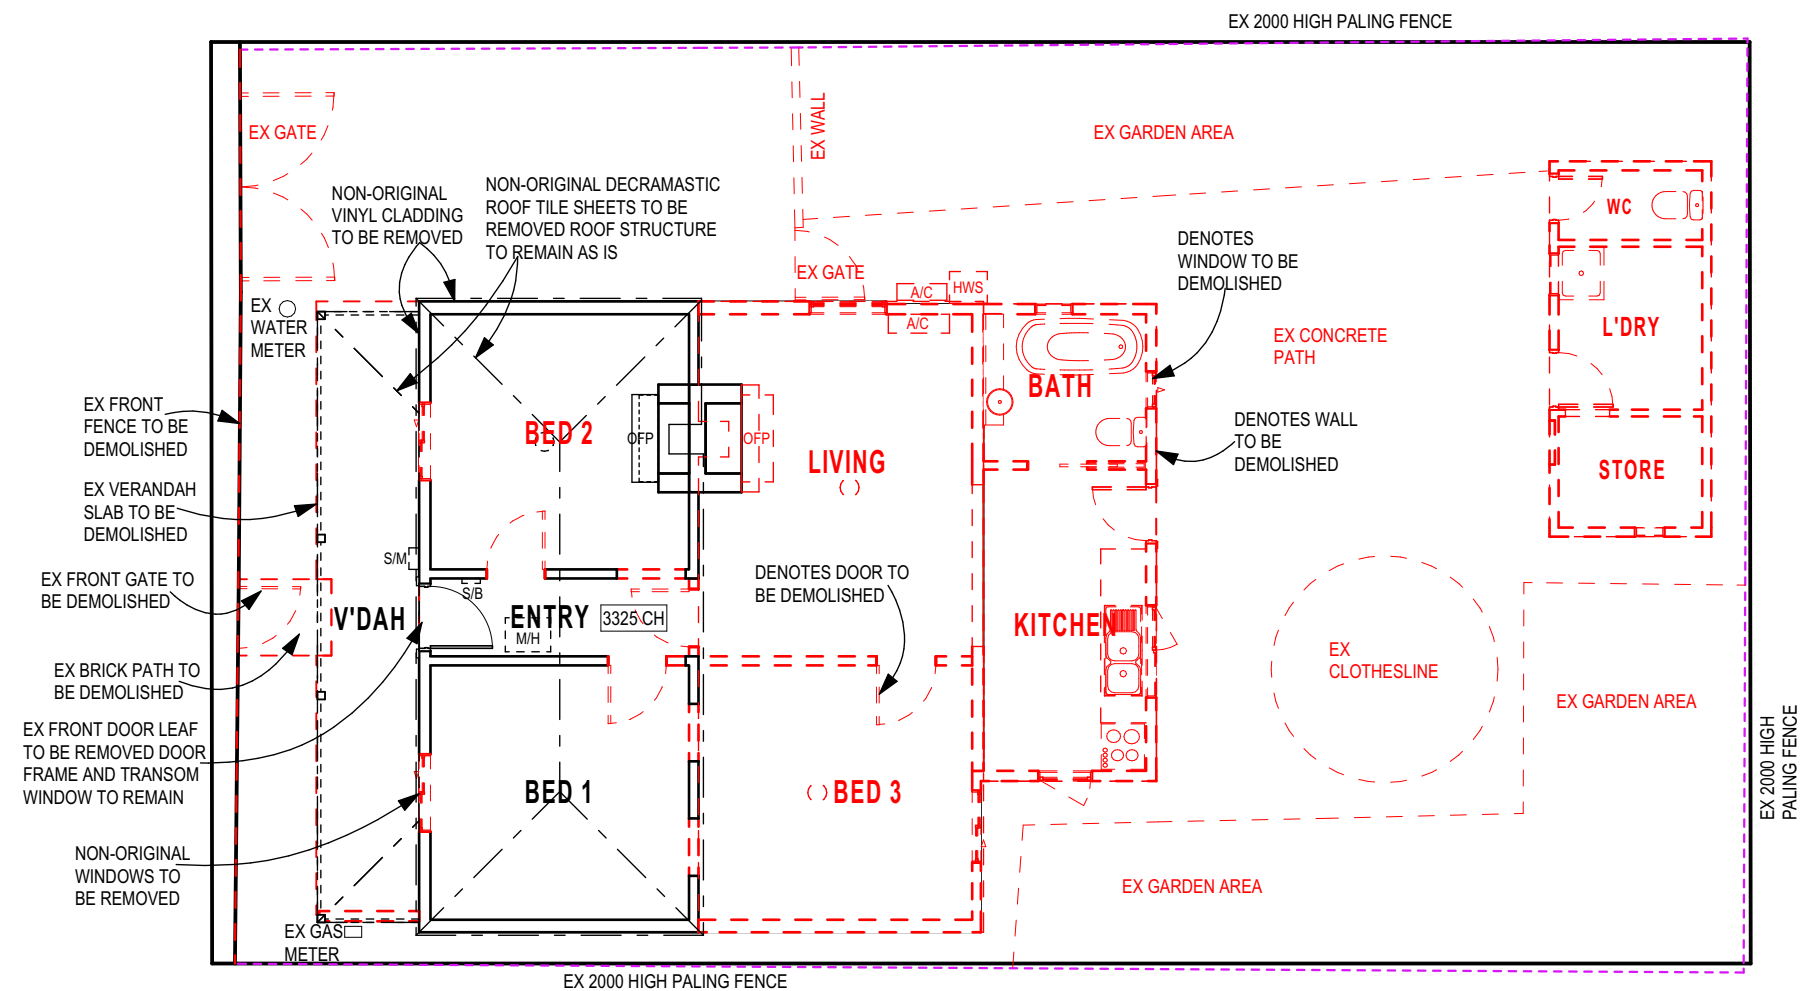 EX 2000 HIGH PALING FENCE
EX GATE
EX WALL
EX GARDEN AREA
NON-ORIGINAL
VINYL CLADDING
TO BE REMOVED
NON-ORIGINAL DECRAMASTIC
ROOF TILE SHEETS TO BE
REMOVED ROOF STRUCTURE
TO REMAIN AS IS
WC
DENOTES
WINDOW TO BE
DEMOLISHED
EX GATE
A/C
HWS
A/C
EX
WATER
METER
L'DRY
EX CONCRETE
PATH
BATH
EX FRONT
FENCE TO BE
DEMOLISHED
BED 2
OFP
OFP
LIVING
DENOTES WALL
TO BE
DEMOLISHED
STORE
EX VERANDAH
SLAB TO BE
DEMOLISHED
S/M
S/B
EX FRONT GATE TO
BE DEMOLISHED
DENOTES DOOR TO
BE DEMOLISHED
V'DAH
ENTRY
3325 CH
M/H
KITCHEN
EX
CLOTHESLINE
EX BRICK PATH TO
BE DEMOLISHED
EX GARDEN AREA
EX FRONT DOOR LEAF
TO BE REMOVED DOOR
FRAME AND TRANSOM
WINDOW TO REMAIN
BED 1
BED 3
EX 2000 HIGH
PALING FENCE
NON-ORIGINAL
WINDOWS TO
BE REMOVED
EX GARDEN AREA
EX GAS
METER
EX 2000 HIGH PALING FENCE